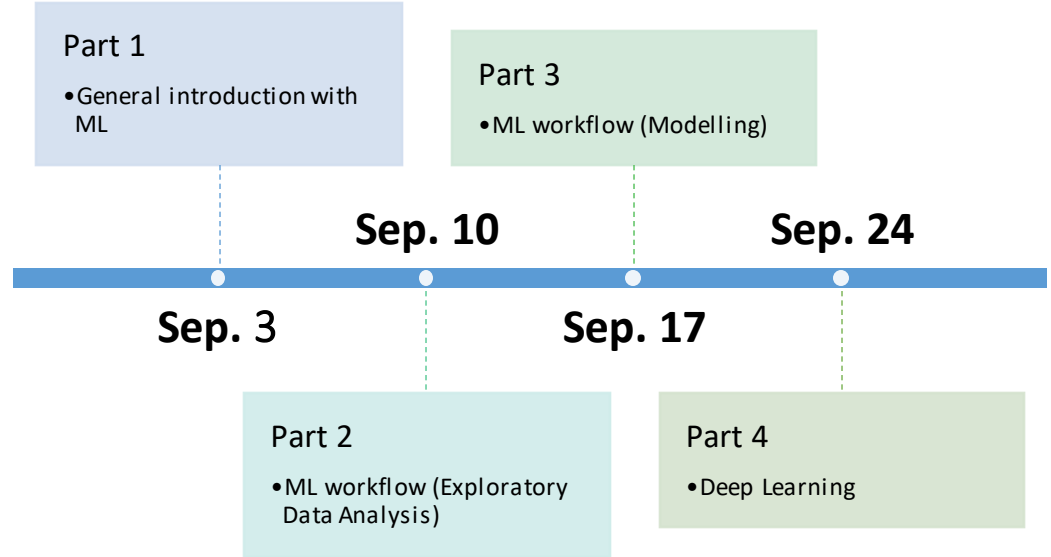 Part 1
•General introduction with
ML
Part 3
•ML workflow (Modelling)
Sep. 10
Sep. 24
Sep. 3
Sep. 17
Part 2
•ML workflow (Exploratory
Data Analysis)
Part 4
•Deep Learning